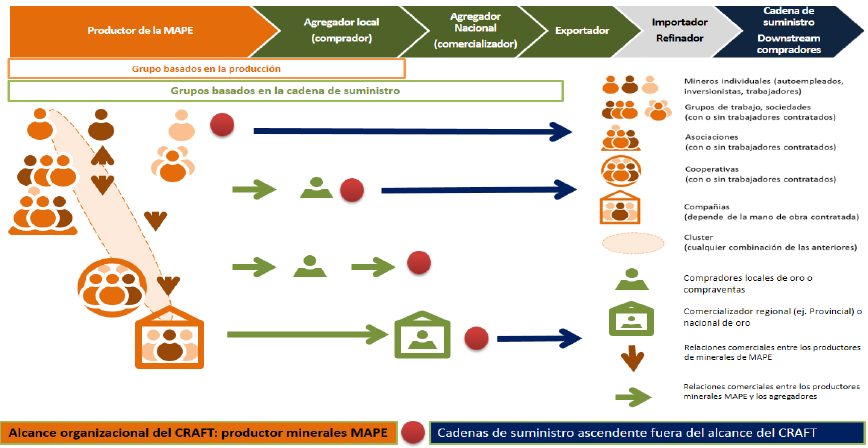 Productor de la MAPE
Agregador local
(comprador)
Agregador
Nacional
(comercializador)
Exportador
Importador
Refinador
Cadena de
suministro
Downstream
compradores
Grupo basados en la producción
Grupos basados en la cadena de suministro
Mineros individuales (autoempleados,
inversionistas, trabajadores)
Grupos de trabajo, sociedades
(con o sin trabajadores contratados)
Asociaciones
(con o sin trabajadores contratados)
Cooperativas
(con o sin trabajadores contratados)
Compañias
(depende de la mano de obra contratada)
Cluster
(cualquier combinación de las anteriores)
Compradores locales de oro o
compraventas
Comercializador regional (ej. Provincial) o
nacional de oro
Relaciones comerciales entre los productores
de minerales de MAPE
Relaciones comerciales entre los productores
minerales MAPE y los agregadores
Alcance organizacional del CRAFT: productor minerales MAPE
Cadenas de suministro ascendente fuera del alcance del CRAFT